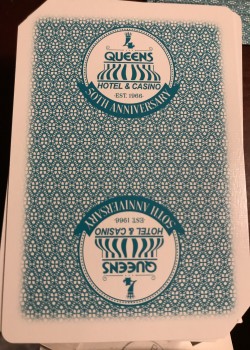 QUEENS
HOTEL & CASINO
·EST. 1966·
50TH ANNIVERSARY
50TH ANNIVERSARY
·EST. 1966·
HOTEL & CASINO
QUEENS